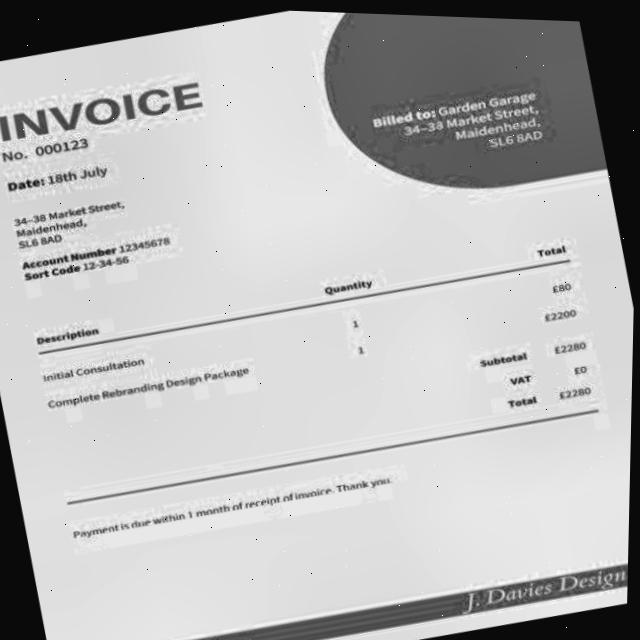 INVOICE
No. 000123
Date: 18th July
Billed to: Garden Garage
34-38 Market Street,
Maidenhead,
SL6 8AD
34-38 Market Street,
Maidenhead,
SL6 8AD
Account Number 12345678
Sort Code 12-34-56
Description Quantity Total
Initial Consultation 1 £80
Complete Rebranding Design Package 1 £2200
Subtotal £2280
VAT £0
Total £2280
Payment is due within 1 month of receipt of invoice. Thank you.
J. Davies Design